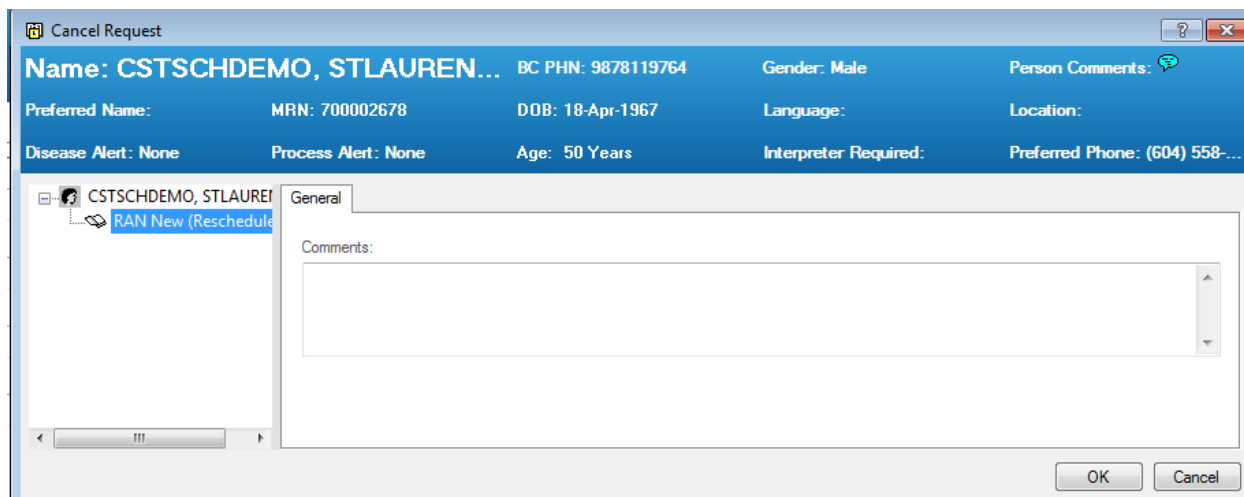 Cancel Request
Name: CSTSCHDEMO, STLAUREN... BC PHN: 9878119764 Gender: Male Person Comments:
Preferred Name: MRN: 700002678 DOB: 18-Apr-1967 Language: Location:
Disease Alert: None Process Alert: None Age: 50 Years Interpreter Required: Preferred Phone: (604) 558-...
CSTSCHDEMO, STLAUREN General
RAN New (Reschedule
Comments:
OK Cancel